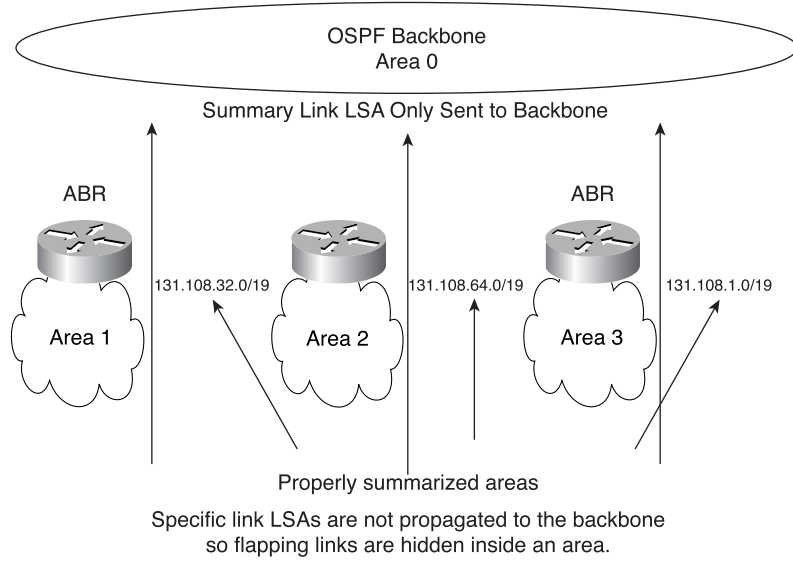 OSPF Backbone
Area 0
Summary Link LSA Only Sent to Backbone
ABR
ABR
131.108.32.0/19
131.108.64.0/19
131.108.1.0/19
Area 1
Area 2
Area 3
Properly summarized areas
Specific link LSAs are not propagated to the backbone
so flapping links are hidden inside an area.